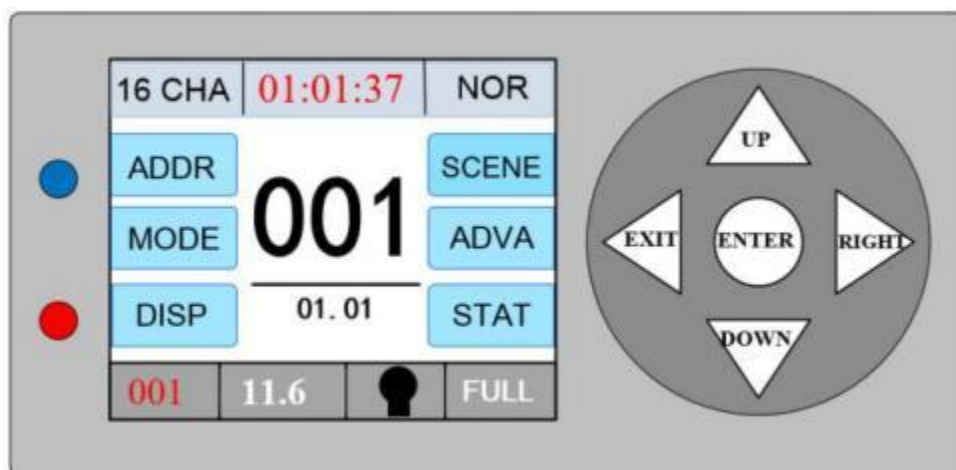 16 CHA 01:01:37 NOR
ADDR
MODE
DISP
001
01.01
SCENE
ADVA
STAT
001 11.6 FULL
UP
EXIT ENTER RIGHT
DOWN